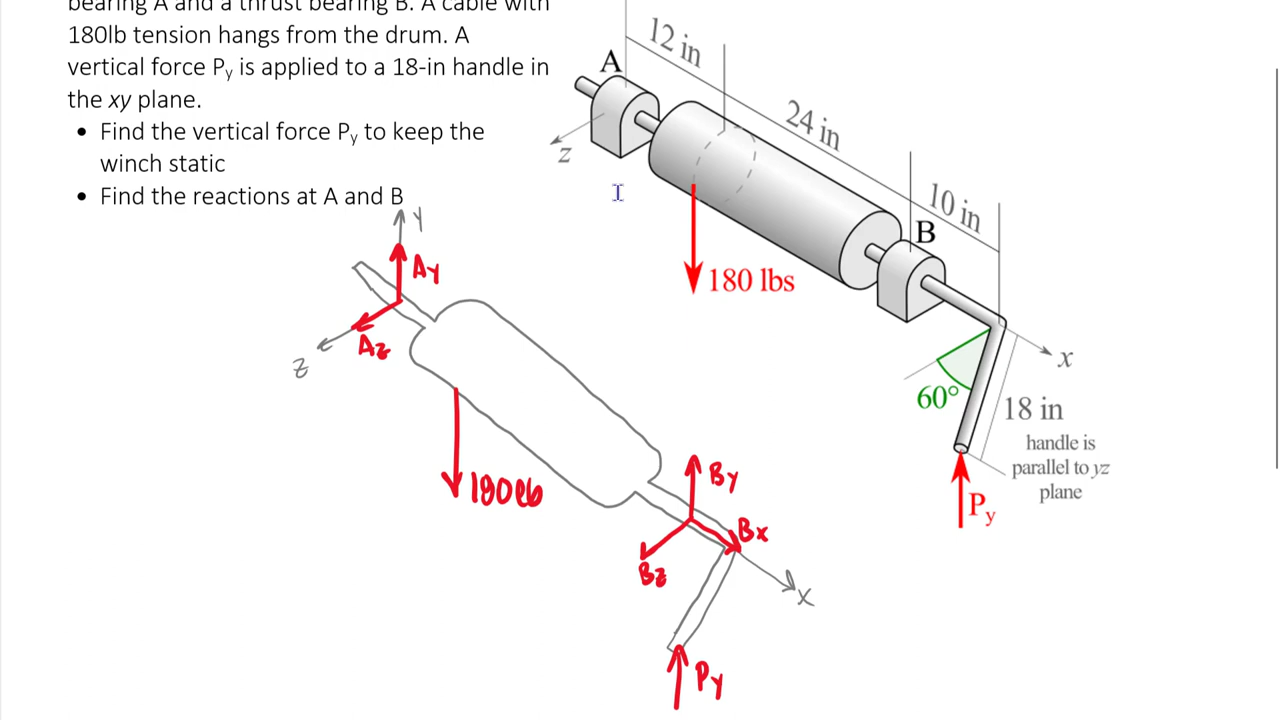 bearing A and a thrust bearing B. A cable with
180lb tension hangs from the drum. A
vertical force Py is applied to a 18-in handle in
the xy plane.
• Find the vertical force Py to keep the
winch static
• Find the reactions at A and B
12 in
A
24 in
z
10 in
B
180 lbs
x
60°
18 in
handle is
parallel to yz
plane
Py
Y
Ay
Az
z
180lb
By
Bx
Bz
x
Py